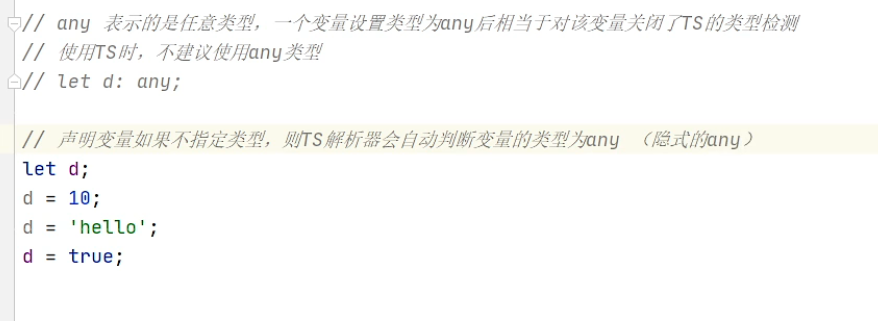 // any 表示的是任意类型，一个变量设置类型为any后相当于对该变量关闭了TS的类型检测
// 使用TS时，不建议使用any类型
// let d: any;
// 声明变量如果不指定类型，则TS解析器会自动判断变量的类型为any （隐式的any）
let d;
d = 10;
d = 'hello';
d = true;